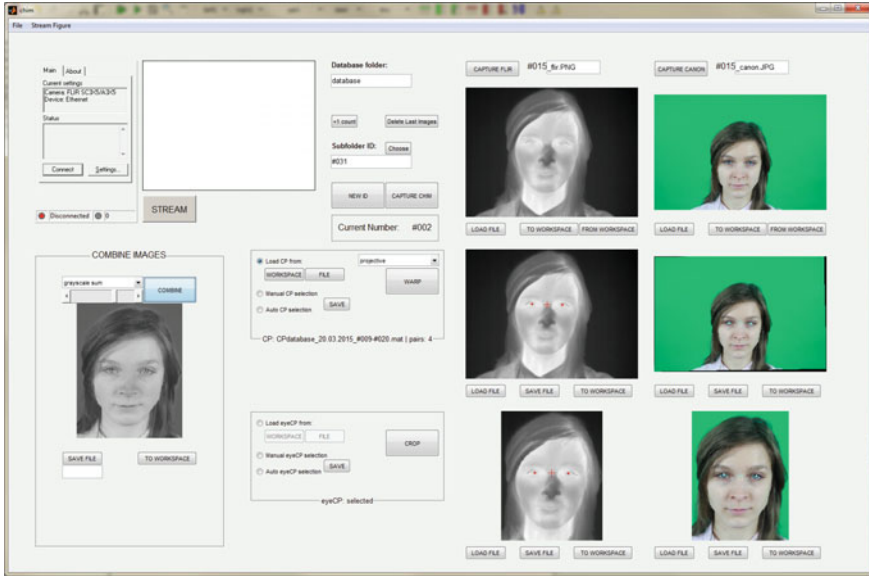 chim
File Stream Figure
Main About
Current settings
Camera: FLIR SC3X5/A3X5
Device: Ethernet
Status
Connect Settings...
Disconnected 0
STREAM
Database folder:
database
+1 count Delete Last Images
Subfolder ID: Choose
#031
NEW ID CAPTURE CHIM
Current Number: #002
CAPTURE FLIR #015_flir.PNG
CAPTURE CANON #015_canon.JPG
LOAD FILE TO WORKSPACE FROM WORKSPACE
LOAD FILE TO WORKSPACE FROM WORKSPACE
COMBINE IMAGES
grayscale sum
COMBINE
SAVE FILE TO WORKSPACE
Load CP from: projective
WORKSPACE FILE
WARP
Manual CP selection
Auto CP selection SAVE
CP: CPdatabase_20.03.2015_#009-#020.mat | pairs: 4
LOAD FILE SAVE FILE TO WORKSPACE
LOAD FILE SAVE FILE TO WORKSPACE
Load eyeCP from:
WORKSPACE FILE
CROP
Manual eyeCP selection
Auto eyeCP selection SAVE
eyeCP: selected
LOAD FILE SAVE FILE TO WORKSPACE
LOAD FILE SAVE FILE TO WORKSPACE